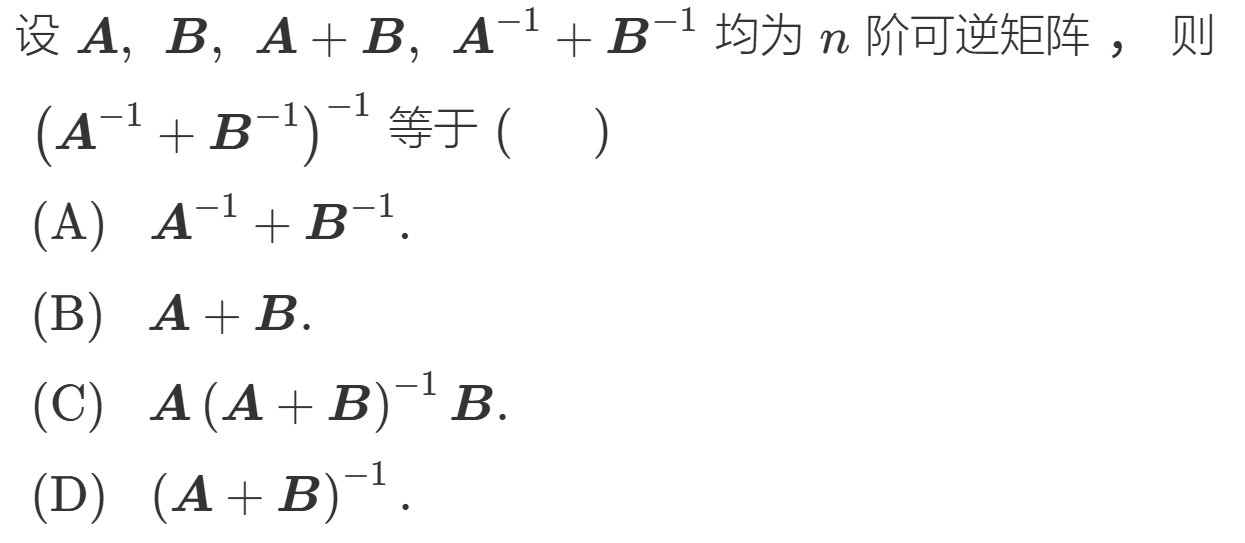 设 A, B, A + B, A⁻¹ + B⁻¹ 均为 n 阶可逆矩阵 ， 则
(A⁻¹ + B⁻¹)⁻¹ 等于 (    )
(A) A⁻¹ + B⁻¹.
(B) A + B.
(C) A (A + B)⁻¹ B.
(D) (A + B)⁻¹ .